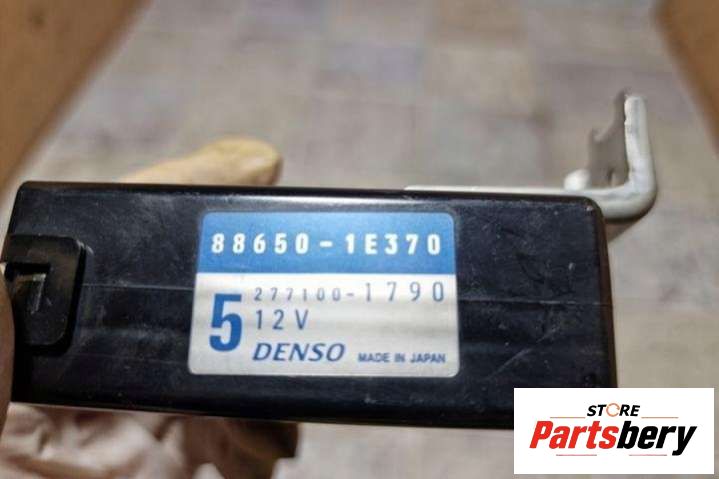 88650-1E370
277100-1790
5
12V
DENSO MADE IN JAPAN
STORE
Partsbery